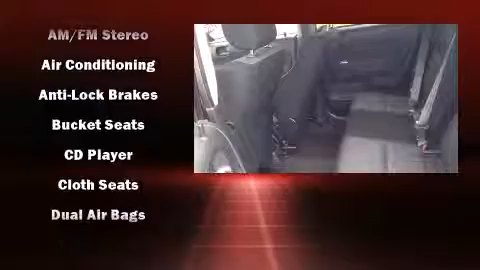 AM/FM Stereo
Air Conditioning
Anti-Lock Brakes
Bucket Seats
CD Player
Cloth Seats
Dual Air Bags